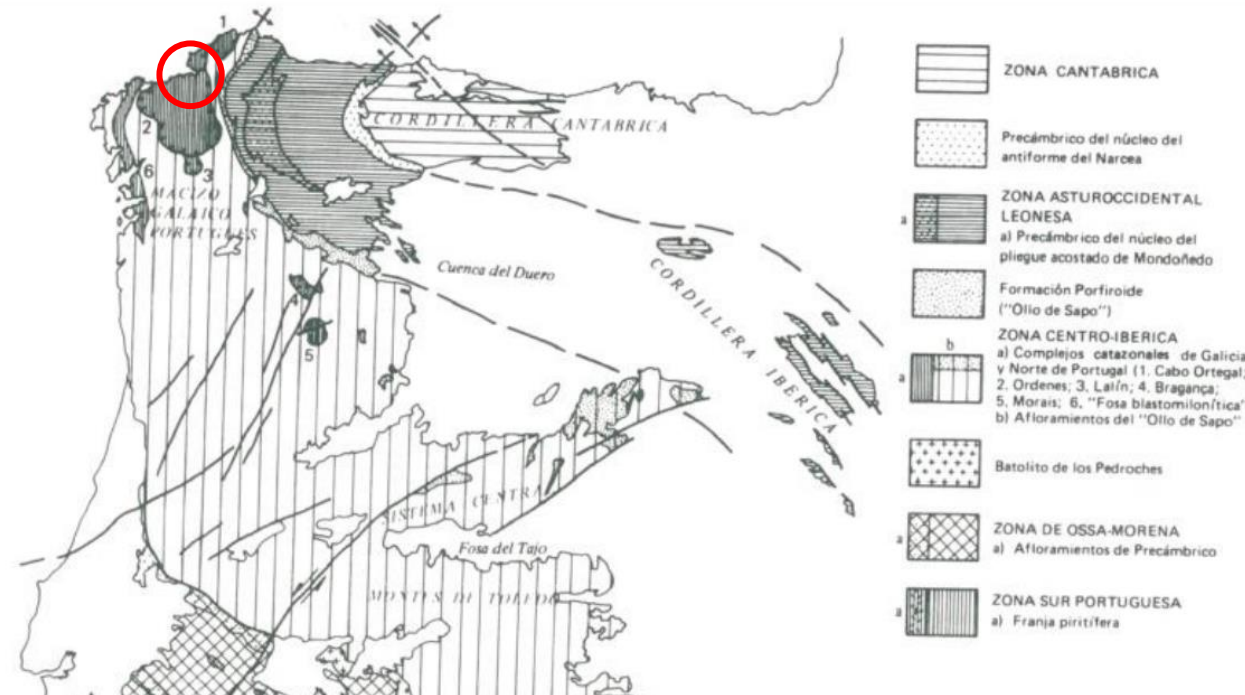 1
2
3
6
MACIZO
GALAICO
PORTUGUES
CORDILLERA CANTABRICA
Cuenca del Duero
4
5
CORDILLERA IBERICA
SISTEMA CENTRA
Fosa del Tajo
MONTES DE TOLEDO
ZONA CANTABRICA
Precámbrico del núcleo del
antiforme del Narcea
a
ZONA ASTUROCCIDENTAL
LEONESA
a) Precámbrico del núcleo del
pliegue acostado de Mondoñedo
Formación Porfiroide
("Ollo de Sapo")
b
a
ZONA CENTRO-IBERICA
a) Complejos catazonales de Galicia
y Norte de Portugal (1. Cabo Ortegal;
2. Ordenes; 3, Lalín; 4. Bragança;
5, Morais; 6, "Fosa blastomilonítica"
b) Afloramientos del "Ollo de Sapo"
Batolito de los Pedroches
a
ZONA DE OSSA-MORENA
a) Afloramientos de Precámbrico
a
ZONA SUR PORTUGUESA
a) Franja piritífera